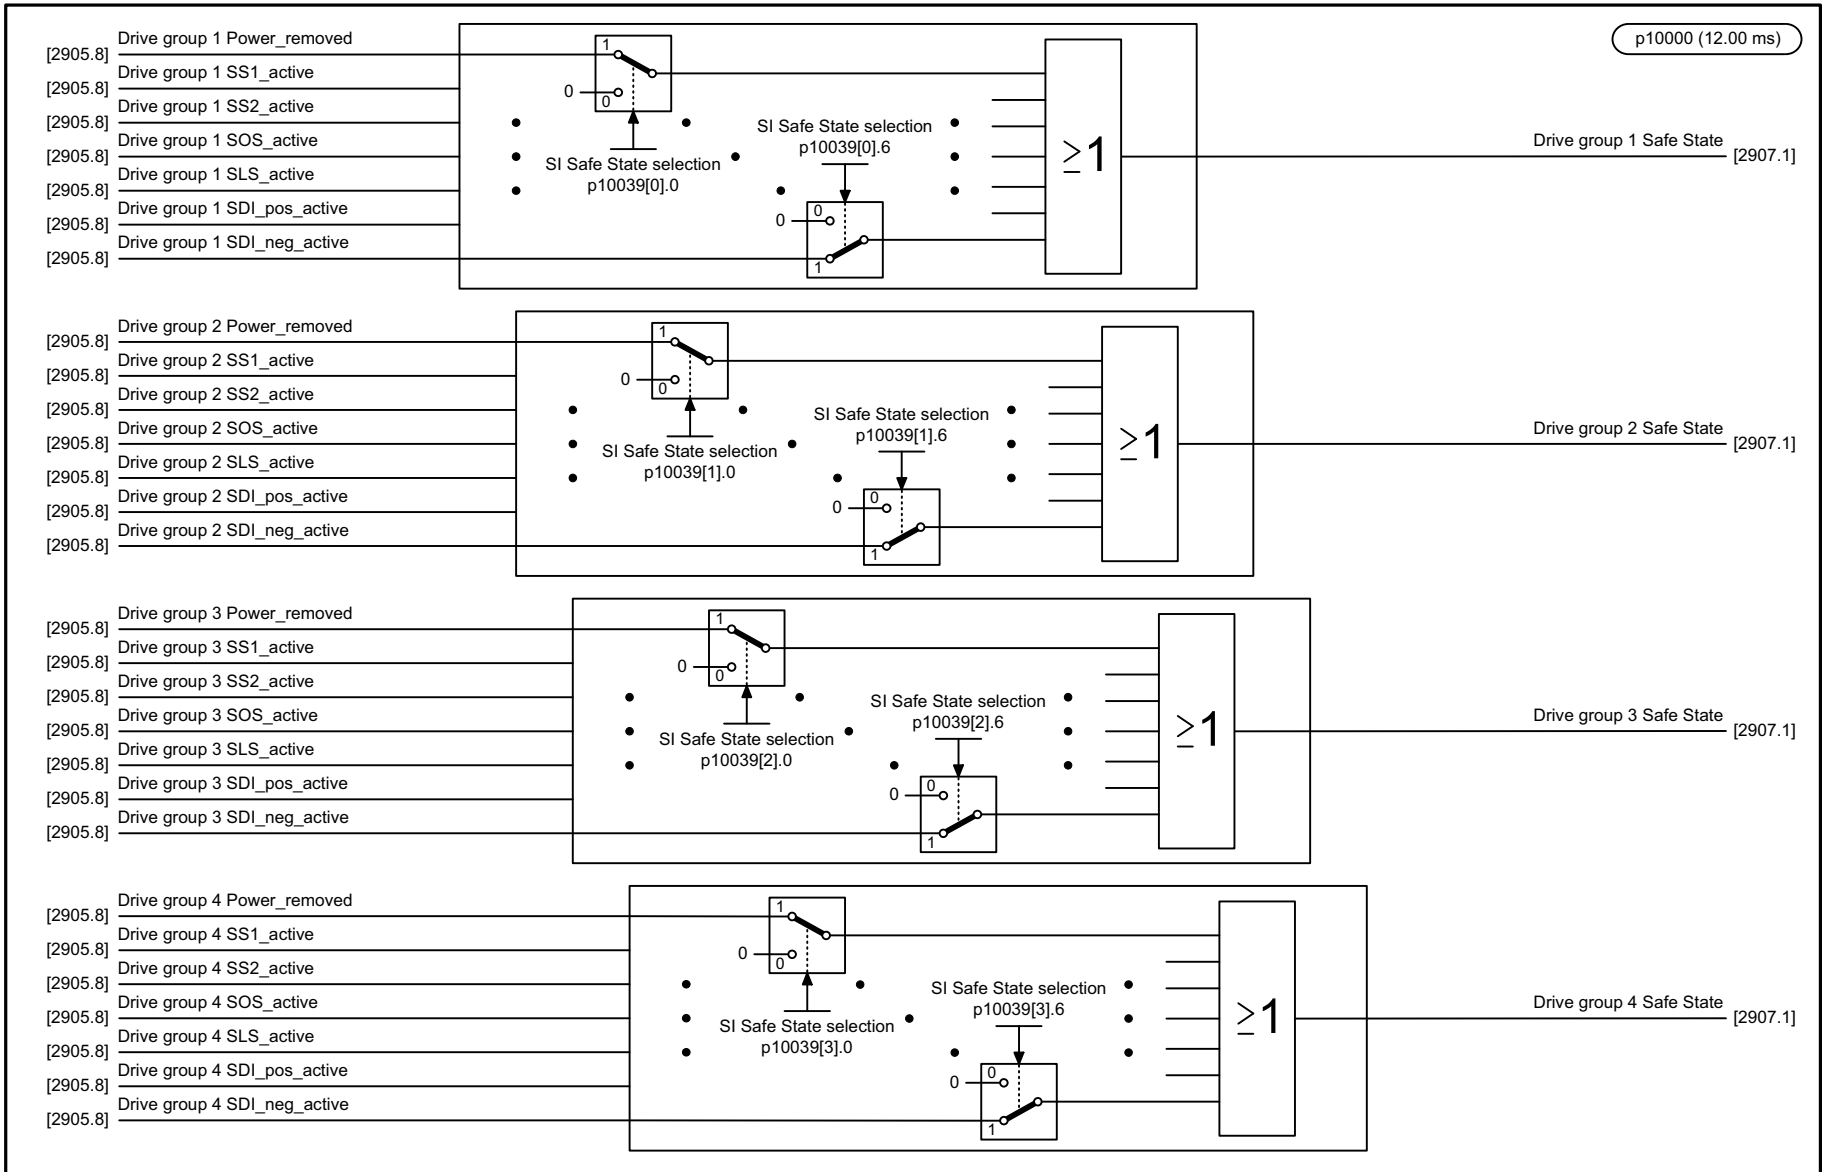 p10000 (12.00 ms)
Drive group 1 Power_removed
[2905.8]
Drive group 1 SS1_active
[2905.8]
Drive group 1 SS2_active
[2905.8]
Drive group 1 SOS_active
[2905.8]
Drive group 1 SLS_active
[2905.8]
Drive group 1 SDI_pos_active
[2905.8]
Drive group 1 SDI_neg_active
[2905.8]
1
0
0
SI Safe State selection
p10039[0].0
SI Safe State selection
p10039[0].6
0
0
1
≥1
Drive group 1 Safe State
[2907.1]
Drive group 2 Power_removed
[2905.8]
Drive group 2 SS1_active
[2905.8]
Drive group 2 SS2_active
[2905.8]
Drive group 2 SOS_active
[2905.8]
Drive group 2 SLS_active
[2905.8]
Drive group 2 SDI_pos_active
[2905.8]
Drive group 2 SDI_neg_active
[2905.8]
1
0
0
SI Safe State selection
p10039[1].0
SI Safe State selection
p10039[1].6
0
0
1
≥1
Drive group 2 Safe State
[2907.1]
Drive group 3 Power_removed
[2905.8]
Drive group 3 SS1_active
[2905.8]
Drive group 3 SS2_active
[2905.8]
Drive group 3 SOS_active
[2905.8]
Drive group 3 SLS_active
[2905.8]
Drive group 3 SDI_pos_active
[2905.8]
Drive group 3 SDI_neg_active
[2905.8]
1
0
0
SI Safe State selection
p10039[2].0
SI Safe State selection
p10039[2].6
0
0
1
≥1
Drive group 3 Safe State
[2907.1]
Drive group 4 Power_removed
[2905.8]
Drive group 4 SS1_active
[2905.8]
Drive group 4 SS2_active
[2905.8]
Drive group 4 SOS_active
[2905.8]
Drive group 4 SLS_active
[2905.8]
Drive group 4 SDI_pos_active
[2905.8]
Drive group 4 SDI_neg_active
[2905.8]
1
0
0
SI Safe State selection
p10039[3].0
SI Safe State selection
p10039[3].6
0
0
1
≥1
Drive group 4 Safe State
[2907.1]